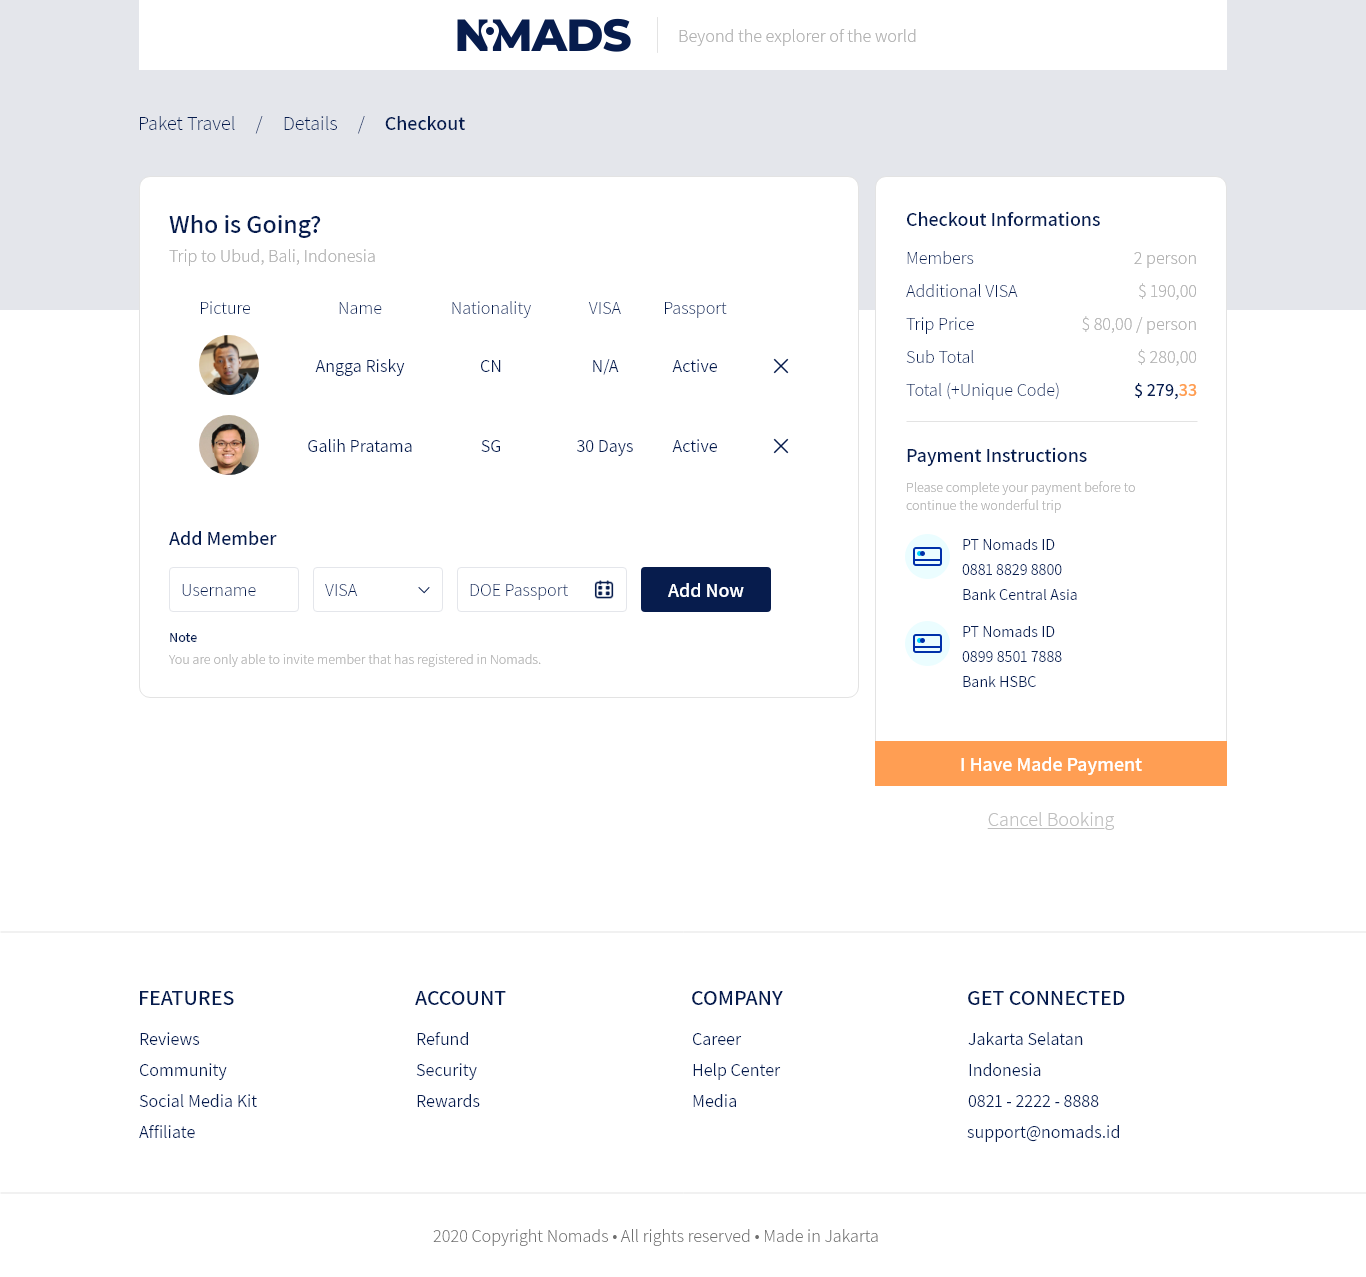 NOMADS
Beyond the explorer of the world
Paket Travel / Details / Checkout
Who is Going?
Trip to Ubud, Bali, Indonesia
Picture Name Nationality VISA Passport
Angga Risky CN N/A Active
Galih Pratama SG 30 Days Active
Add Member
Username VISA DOE Passport Add Now
Note
You are only able to invite member that has registered in Nomads.
Checkout Informations
Members 2 person
Additional VISA $ 190,00
Trip Price $ 80,00 / person
Sub Total $ 280,00
Total (+Unique Code) $ 279,33
Payment Instructions
Please complete your payment before to
continue the wonderful trip
PT Nomads ID
0881 8829 8800
Bank Central Asia
PT Nomads ID
0899 8501 7888
Bank HSBC
I Have Made Payment
Cancel Booking
FEATURES
Reviews
Community
Social Media Kit
Affiliate
ACCOUNT
Refund
Security
Rewards
COMPANY
Career
Help Center
Media
GET CONNECTED
Jakarta Selatan
Indonesia
0821 - 2222 - 8888
support@nomads.id
2020 Copyright Nomads • All rights reserved • Made in Jakarta